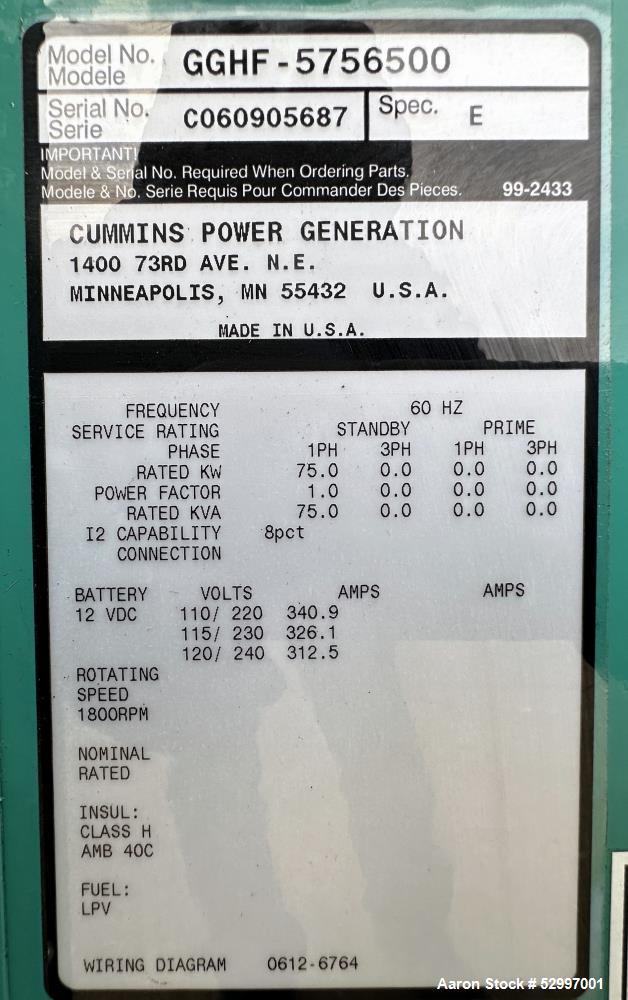 Model No.
Modele
GGHF-5756500
Serial No.
Serie
C060905687
Spec.
E
IMPORTANT!
Model & Serial No. Required When Ordering Parts.
Modele & No. Serie Requis Pour Commander Des Pieces. 99-2433
CUMMINS POWER GENERATION
1400 73RD AVE. N.E.
MINNEAPOLIS, MN 55432 U.S.A.
MADE IN U.S.A.
FREQUENCY 60 HZ
SERVICE RATING STANDBY PRIME
PHASE 1PH 3PH 1PH 3PH
RATED KW 75.0 0.0 0.0 0.0
POWER FACTOR 1.0 0.0 0.0 0.0
RATED KVA 75.0 0.0 0.0 0.0
I2 CAPABILITY 8pct
CONNECTION
BATTERY VOLTS AMPS AMPS
12 VDC 110/ 220 340.9
115/ 230 326.1
120/ 240 312.5
ROTATING
SPEED
1800RPM
NOMINAL
RATED
INSUL:
CLASS H
AMB 40C
FUEL:
LPV
WIRING DIAGRAM 0612-6764
Aaron Stock # 52997001